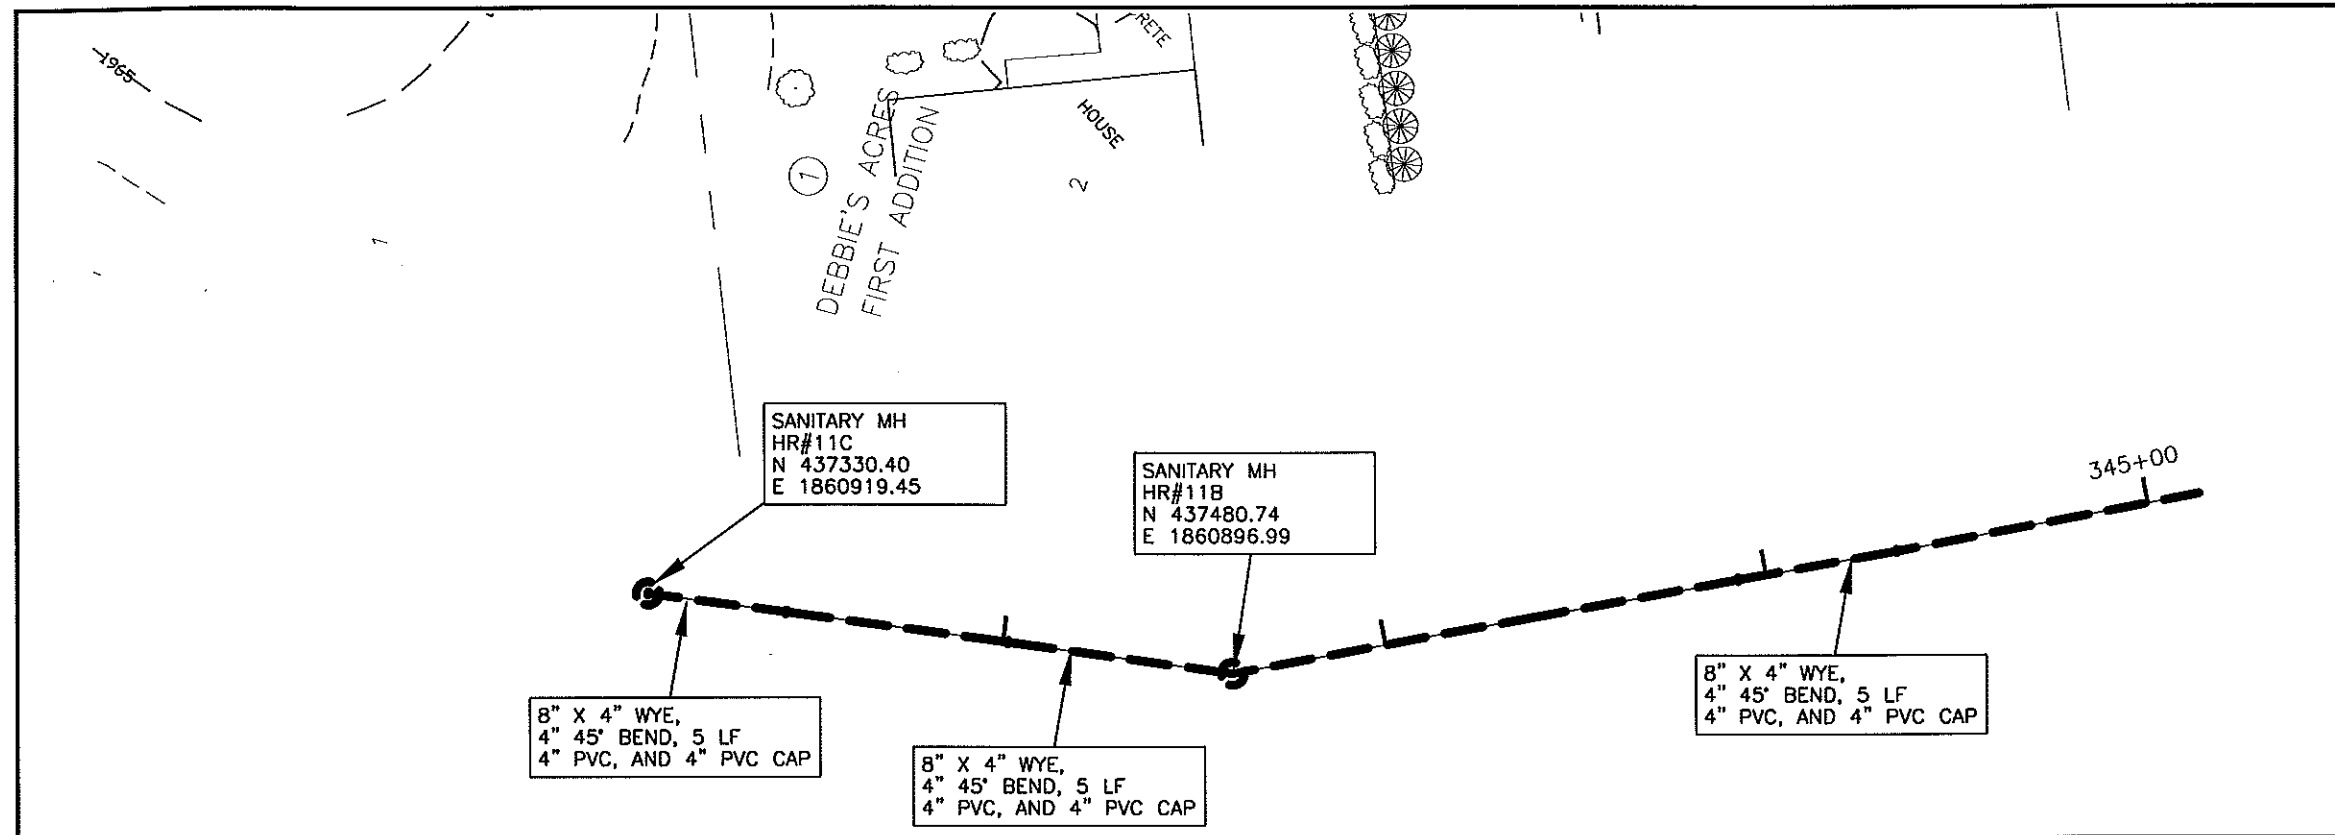 1965
RETE
HOUSE
1
DEBBIE'S ACRES
FIRST ADDITION
2
1
SANITARY MH
HR#11C
N 437330.40
E 1860919.45
SANITARY MH
HR#11B
N 437480.74
E 1860896.99
345+00
8" X 4" WYE,
4" 45° BEND, 5 LF
4" PVC, AND 4" PVC CAP
8" X 4" WYE,
4" 45° BEND, 5 LF
4" PVC, AND 4" PVC CAP
8" X 4" WYE,
4" 45° BEND, 5 LF
4" PVC, AND 4" PVC CAP